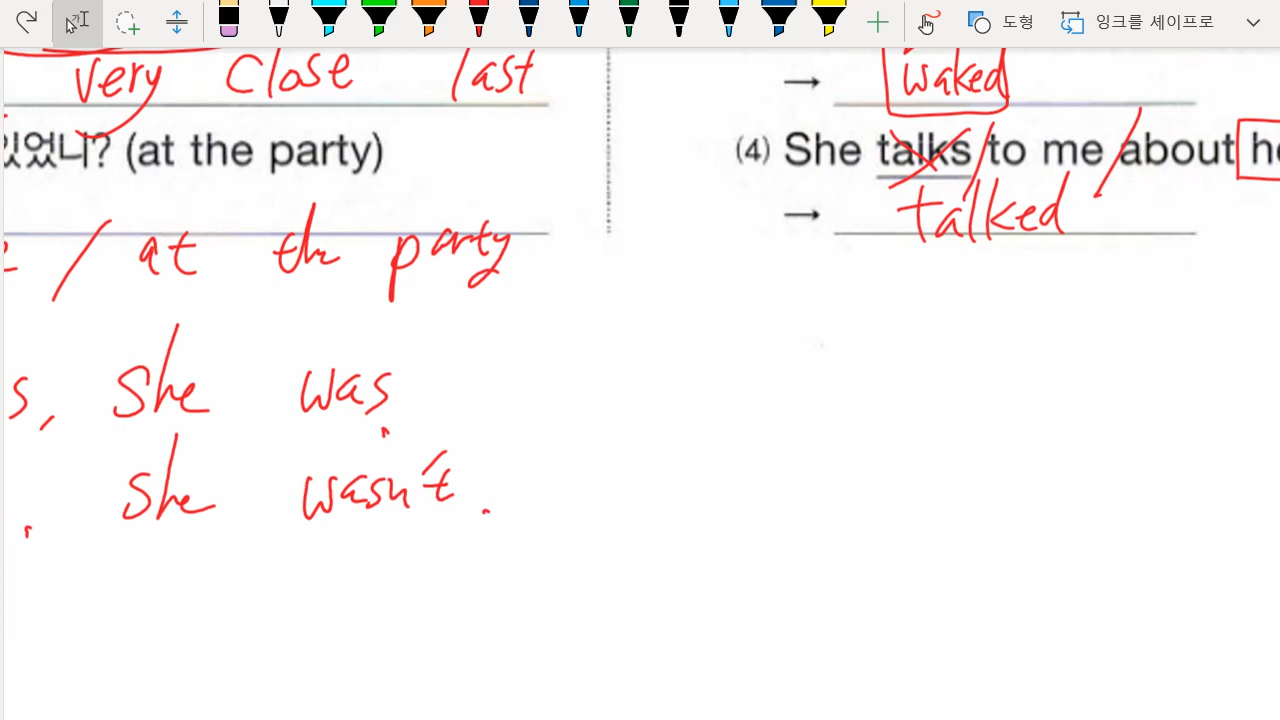 도형 잉크를 셰이프로
very close last
있었니? (at the party)
/ at the party
s, she was.
. she wasn't.
→ waked
(4) She talks / to me / about he
→ talked